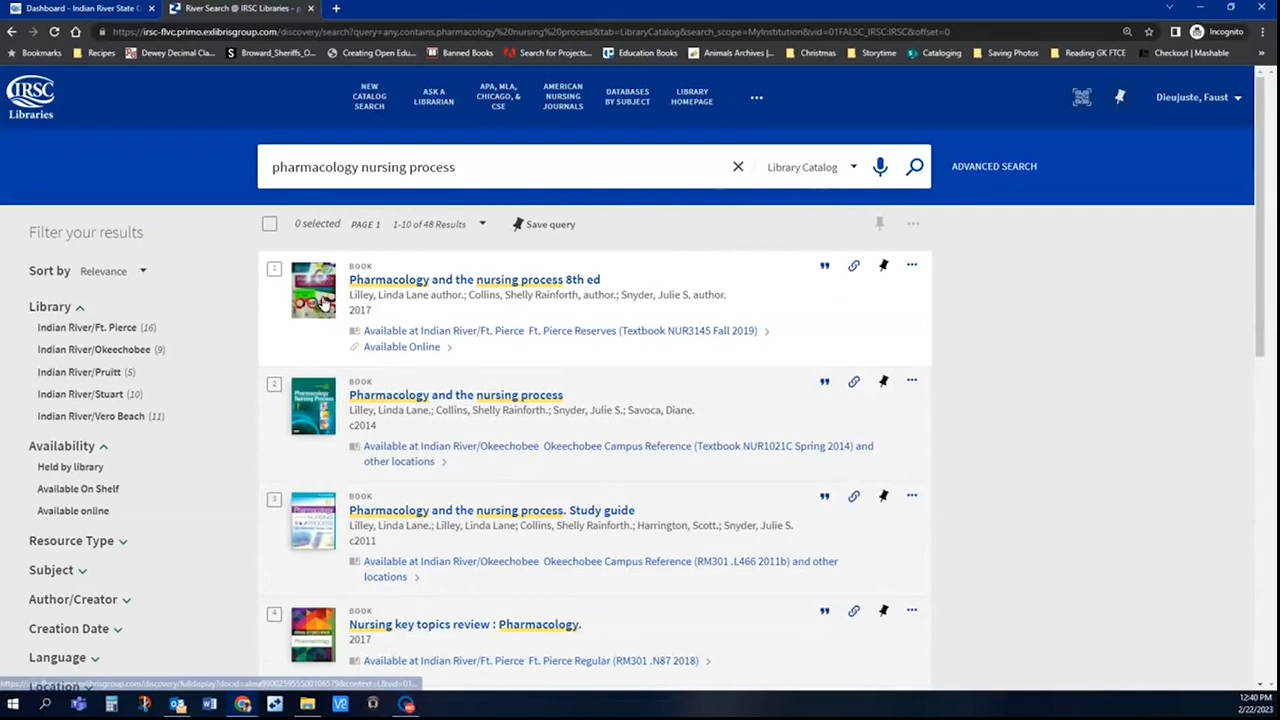 Dashboard - Indian River State C
River Search @ IRSC Libraries - p
https://irsc-flvc.primo.exlibrisgroup.com/discovery/search?query=any,contains,pharmacology%20nursing%20process&tab=LibraryCatalog&search_scope=MyInstitution&vid=01FALSC_IRSC:IRSC&offset=0
Incognito
Bookmarks
Recipes
Dewey Decimal Cla...
Broward_Sheriffs_O...
Creating Open Edu...
Banned Books
Search for Projects...
Education Books
Animals Archives |...
Christmas
Storytime
Cataloging
Saving Photos
Reading GK FTCE
Checkout | Mashable
IRSC
Libraries
NEW CATALOG SEARCH
ASK A LIBRARIAN
APA, MLA, CHICAGO, & CSE
AMERICAN NURSING JOURNALS
DATABASES BY SUBJECT
LIBRARY HOMEPAGE
...
Dieujuste, Faust
pharmacology nursing process
Library Catalog
ADVANCED SEARCH
Filter your results
Sort by Relevance
Library
Indian River/Ft. Pierce (16)
Indian River/Okeechobee (9)
Indian River/Pruitt (5)
Indian River/Stuart (10)
Indian River/Vero Beach (11)
Availability
Held by library
Available On Shelf
Available online
Resource Type
Subject
Author/Creator
Creation Date
Language
Location
0 selected PAGE 1 1-10 of 48 Results
Save query
1
BOOK
Pharmacology and the nursing process 8th ed
Lilley, Linda Lane author.; Collins, Shelly Rainforth, author.; Snyder, Julie S. author.
2017
Available at Indian River/Ft. Pierce Ft. Pierce Reserves (Textbook NUR3145 Fall 2019)
Available Online
2
BOOK
Pharmacology and the nursing process
Lilley, Linda Lane.; Collins, Shelly Rainforth.; Snyder, Julie S.; Savoca, Diane.
c2014
Available at Indian River/Okeechobee Okeechobee Campus Reference (Textbook NUR1021C Spring 2014) and
other locations
3
BOOK
Pharmacology and the nursing process. Study guide
Lilley, Linda Lane.; Lilley, Linda Lane; Collins, Shelly Rainforth.; Harrington, Scott.; Snyder, Julie S.
c2011
Available at Indian River/Okeechobee Okeechobee Campus Reference (RM301 .L466 2011b) and other
locations
4
BOOK
Nursing key topics review : Pharmacology.
2017
Available at Indian River/Ft. Pierce Ft. Pierce Regular (RM301 .N87 2018)
12:40 PM
2/22/2023